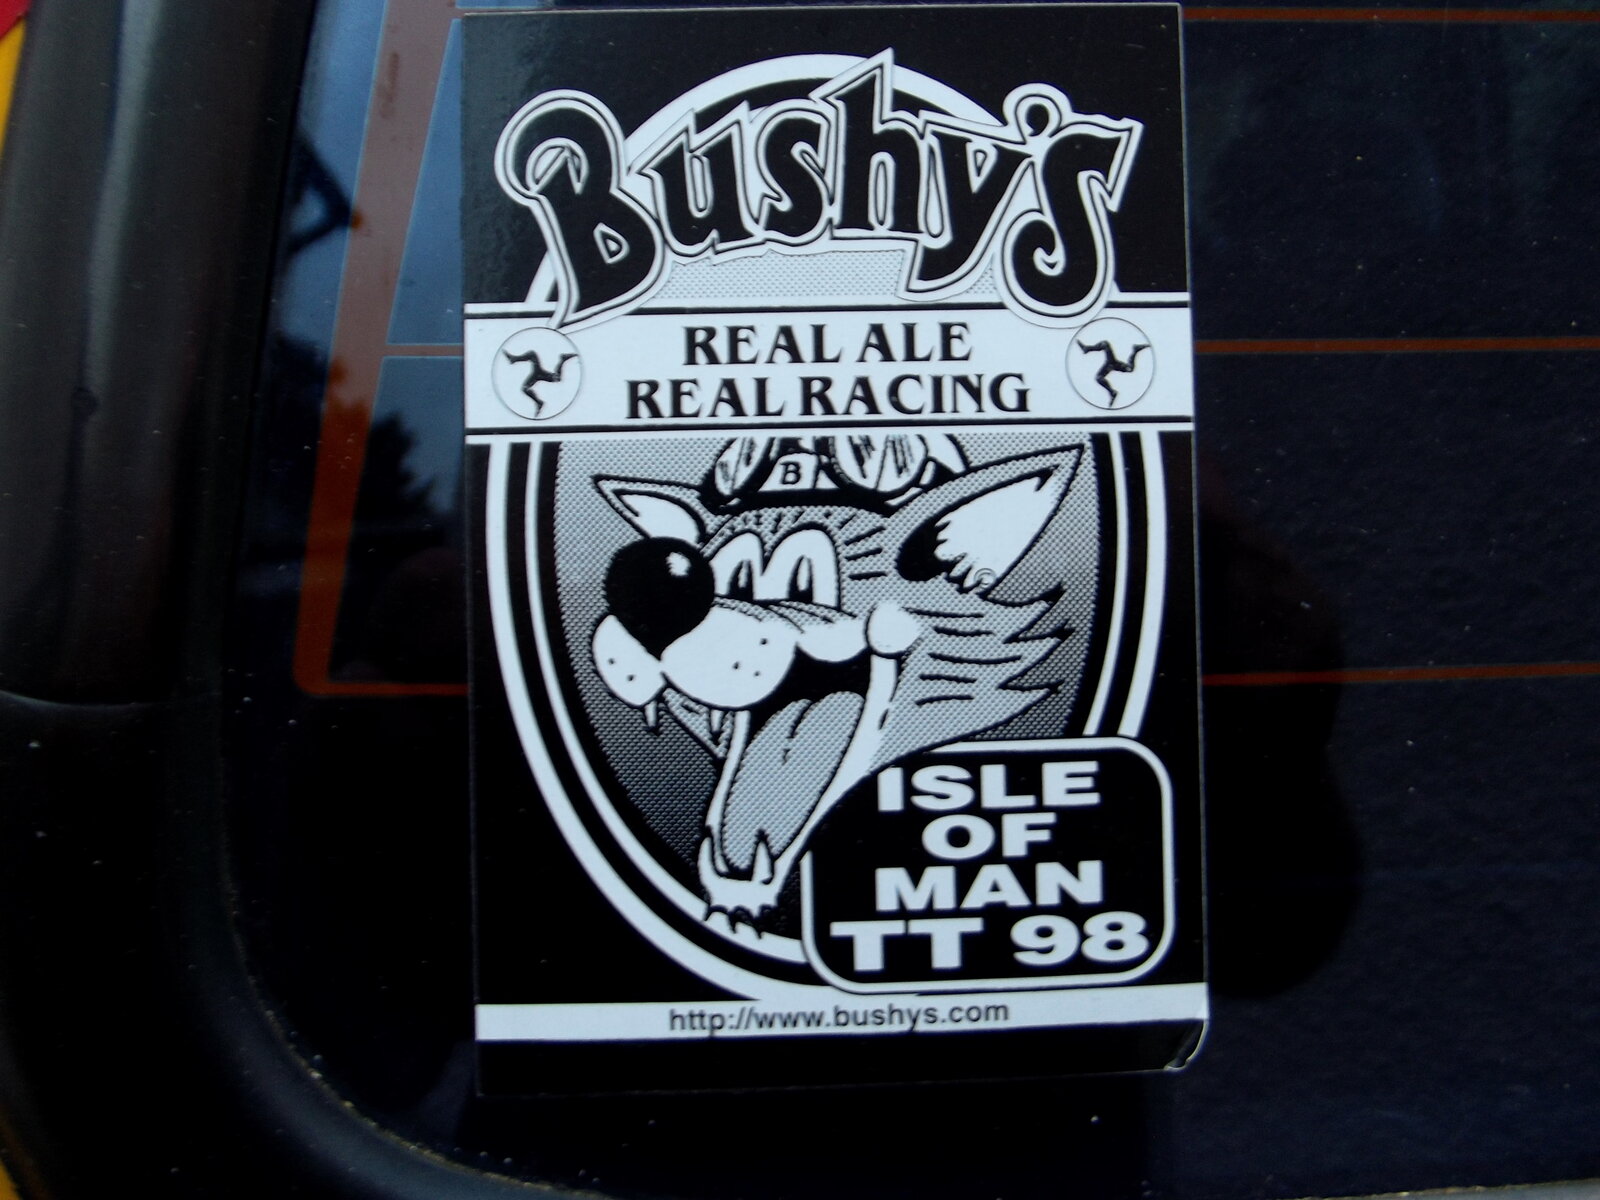 Bushy's
REAL ALE
REAL RACING
B
ISLE
OF
MAN
TT 98
http://www.bushys.com